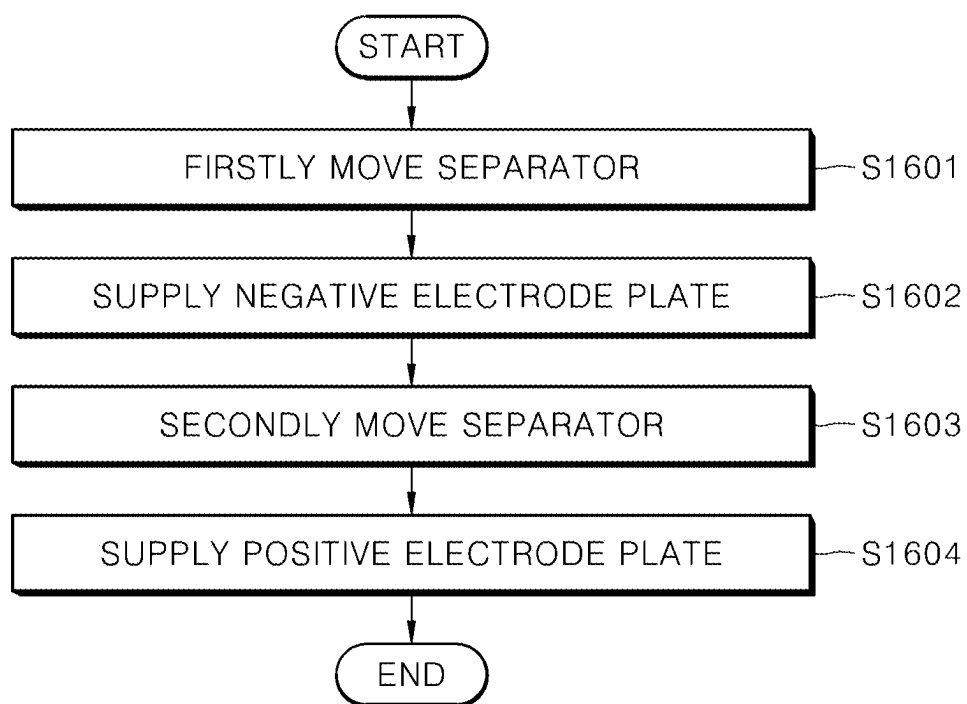 START
FIRSTLY MOVE SEPARATOR S1601
SUPPLY NEGATIVE ELECTRODE PLATE S1602
SECONDLY MOVE SEPARATOR S1603
SUPPLY POSITIVE ELECTRODE PLATE S1604
END